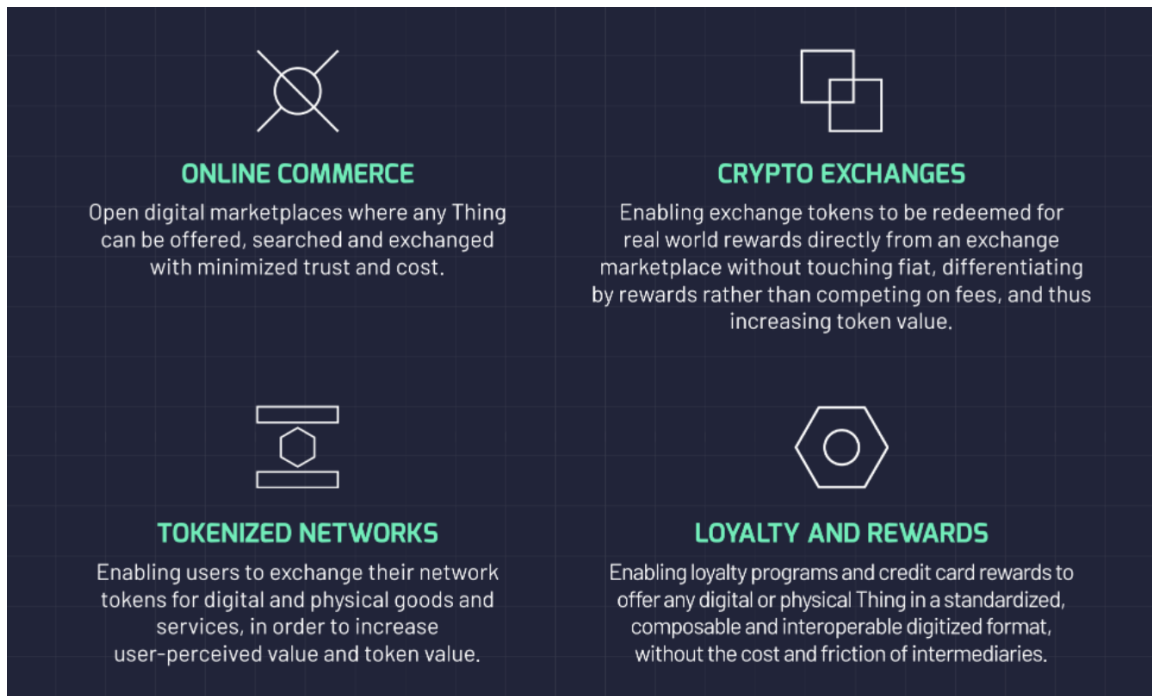 ONLINE COMMERCE
Open digital marketplaces where any Thing
can be offered, searched and exchanged
with minimized trust and cost.
CRYPTO EXCHANGES
Enabling exchange tokens to be redeemed for
real world rewards directly from an exchange
marketplace without touching fiat, differentiating
by rewards rather than competing on fees, and thus
increasing token value.
TOKENIZED NETWORKS
Enabling users to exchange their network
tokens for digital and physical goods and
services, in order to increase
user-perceived value and token value.
LOYALTY AND REWARDS
Enabling loyalty programs and credit card rewards to
offer any digital or physical Thing in a standardized,
composable and interoperable digitized format,
without the cost and friction of intermediaries.